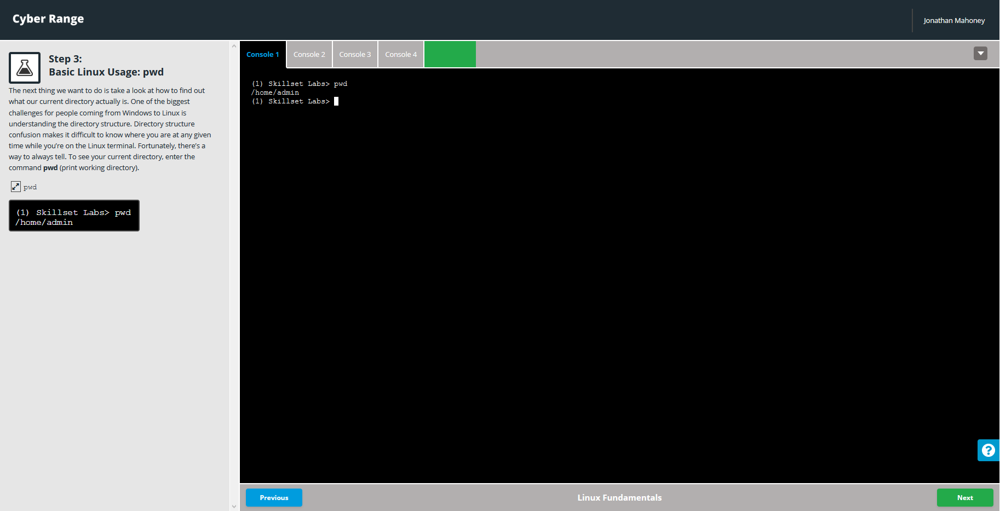 Cyber Range
Jonathan Mahoney
Step 3:
Basic Linux Usage: pwd
The next thing we want to do is take a look at how to find out
what our current directory actually is. One of the biggest
challenges for people coming from Windows to Linux is
understanding the directory structure. Directory structure
confusion makes it difficult to know where you are at any given
time while you're on the Linux terminal. Fortunately, there's a
way to always tell. To see your current directory, enter the
command pwd (print working directory).
pwd
(1) Skillset Labs> pwd
/home/admin
Console 1
Console 2
Console 3
Console 4
(1) Skillset Labs> pwd
/home/admin
(1) Skillset Labs>
?
Previous
Linux Fundamentals
Next